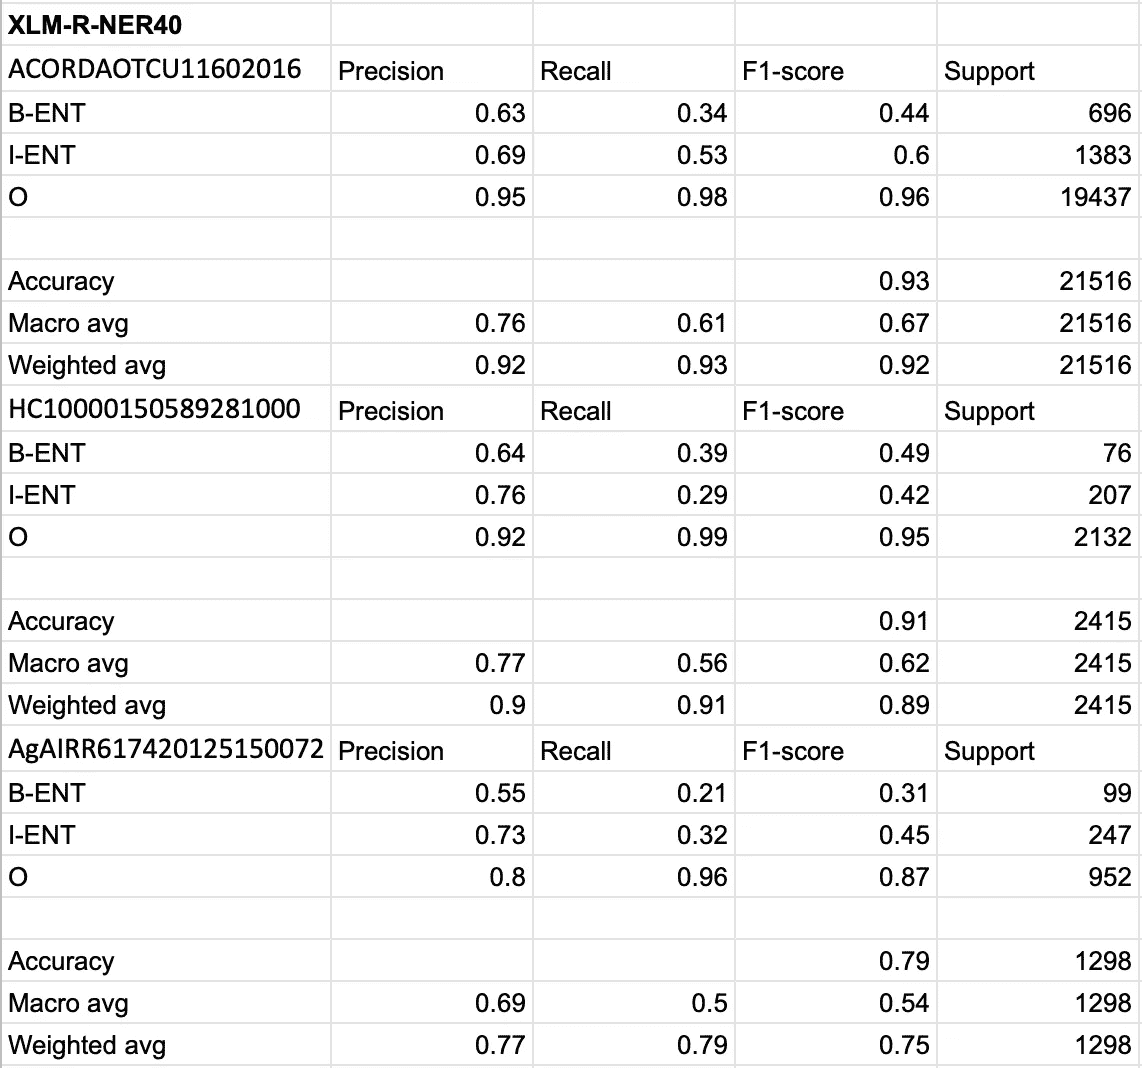 XLM-R-NER40
ACORDAOTCU11602016 Precision Recall F1-score Support
B-ENT 0.63 0.34 0.44 696
I-ENT 0.69 0.53 0.6 1383
O 0.95 0.98 0.96 19437
Accuracy 0.93 21516
Macro avg 0.76 0.61 0.67 21516
Weighted avg 0.92 0.93 0.92 21516
HC10000150589281000 Precision Recall F1-score Support
B-ENT 0.64 0.39 0.49 76
I-ENT 0.76 0.29 0.42 207
O 0.92 0.99 0.95 2132
Accuracy 0.91 2415
Macro avg 0.77 0.56 0.62 2415
Weighted avg 0.9 0.91 0.89 2415
AgAIRR617420125150072 Precision Recall F1-score Support
B-ENT 0.55 0.21 0.31 99
I-ENT 0.73 0.32 0.45 247
O 0.8 0.96 0.87 952
Accuracy 0.79 1298
Macro avg 0.69 0.5 0.54 1298
Weighted avg 0.77 0.79 0.75 1298